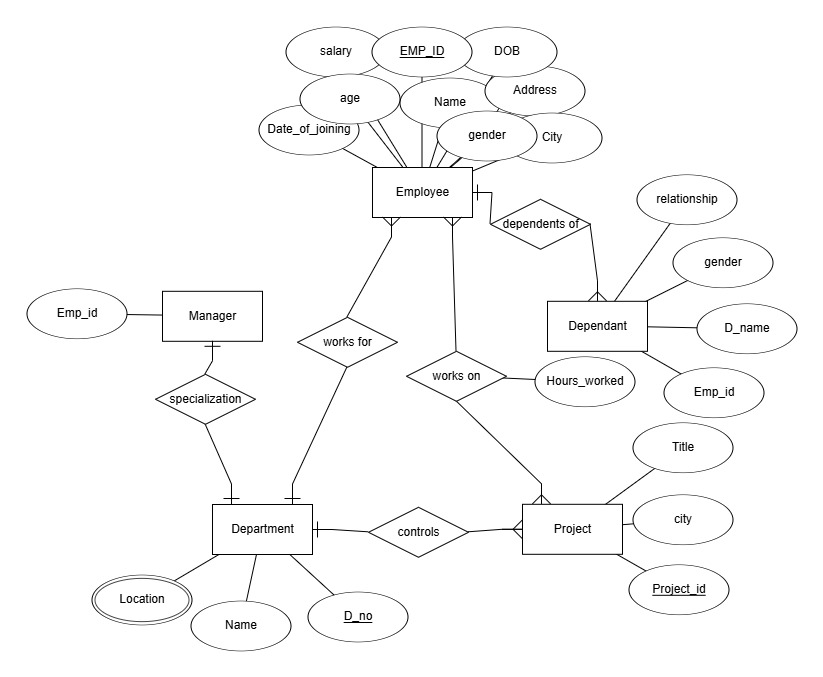 salary
EMP_ID
DOB
age
Name
Address
Date_of_joining
gender
City
Employee
dependents of
relationship
gender
Dependant
D_name
Emp_id
Emp_id
Manager
works for
works on
Hours_worked
specialization
Title
Department
controls
Project
city
Project_id
Location
Name
D_no